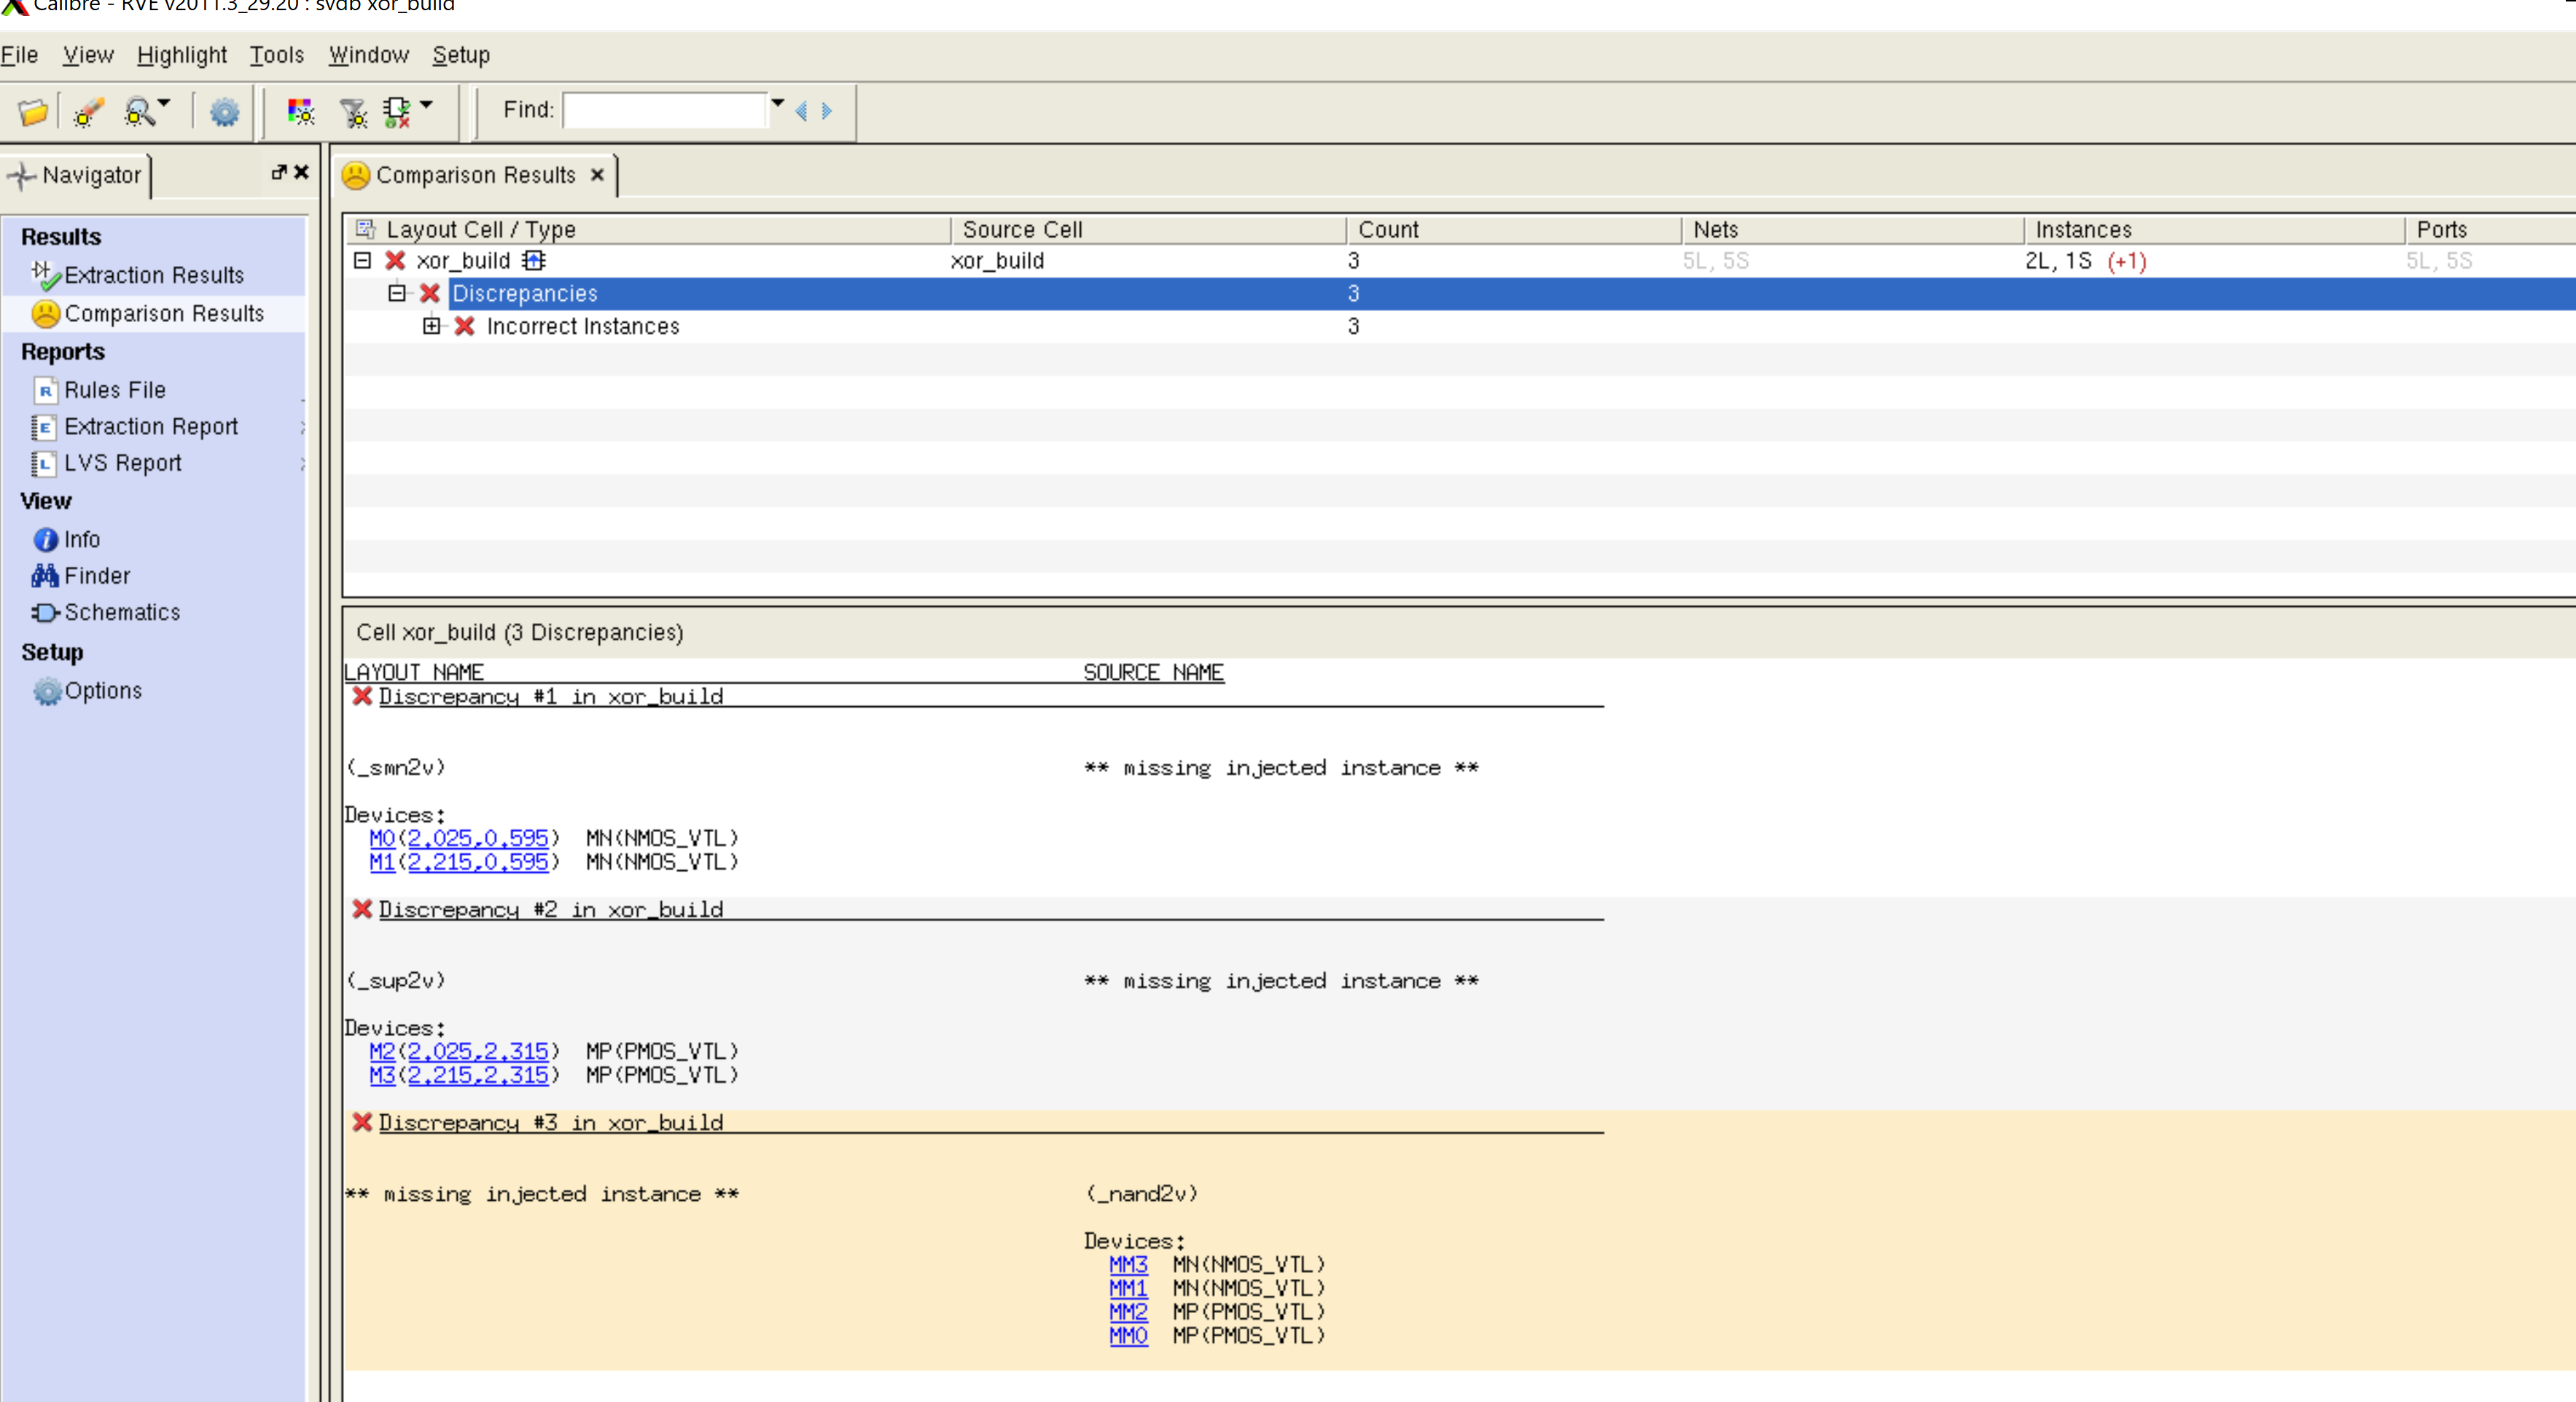 Calibre - RVE v2011.3_29.20 : svdb xor_build
File View Highlight Tools Window Setup
Find:
Navigator
Comparison Results
Results
Extraction Results
Comparison Results
Reports
Rules File
Extraction Report
LVS Report
View
Info
Finder
Schematics
Setup
Options
Layout Cell / Type Source Cell Count Nets Instances Ports
xor_build xor_build 3 5L, 5S 2L, 1S (+1) 5L, 5S
Discrepancies 3
Incorrect Instances 3
Cell xor_build (3 Discrepancies)
LAYOUT NAME SOURCE NAME
Discrepancy #1 in xor_build
(_smn2v) ** missing injected instance **
Devices:
M0(2.025,0.595) MN(NMOS_VTL)
M1(2.215,0.595) MN(NMOS_VTL)
Discrepancy #2 in xor_build
(_sup2v) ** missing injected instance **
Devices:
M2(2.025,2.315) MP(PMOS_VTL)
M3(2.215,2.315) MP(PMOS_VTL)
Discrepancy #3 in xor_build
** missing injected instance ** (_nand2v)
Devices:
MM3 MN(NMOS_VTL)
MM1 MN(NMOS_VTL)
MM2 MP(PMOS_VTL)
MM0 MP(PMOS_VTL)